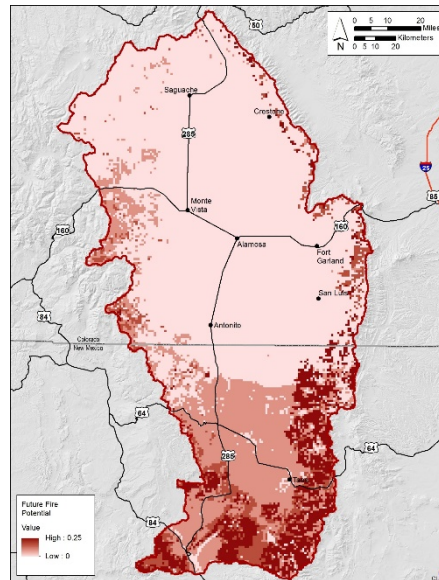 50
0 5 10 20
Miles
Kilometers
0 5 10 20
N
Saguache
Crestone
285
25
85
Monte
Vista
160
160
Alamosa
Fort
Garland
San Luis
84
Antonito
Colorado
New Mexico
64
64
285
Taos
84
Future Fire
Potential
Value
High : 0.25
Low : 0